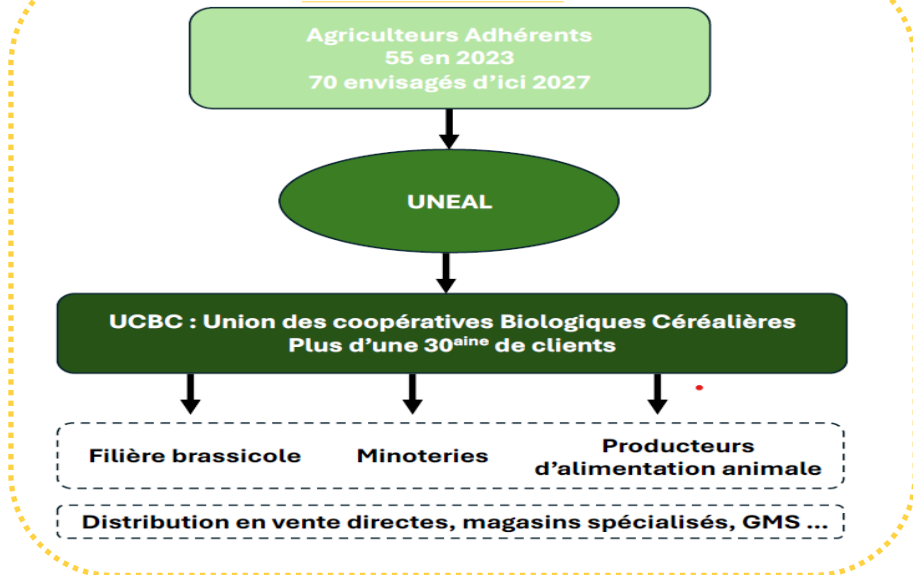 Agriculteurs Adhérents
55 en 2023
70 envisagés d’ici 2027
UNEAL
UCBC : Union des coopératives Biologiques Céréalières
Plus d’une 30aine de clients
Filière brassicole
Minoteries
Producteurs
d’alimentation animale
Distribution en vente directes, magasins spécialisés, GMS ...